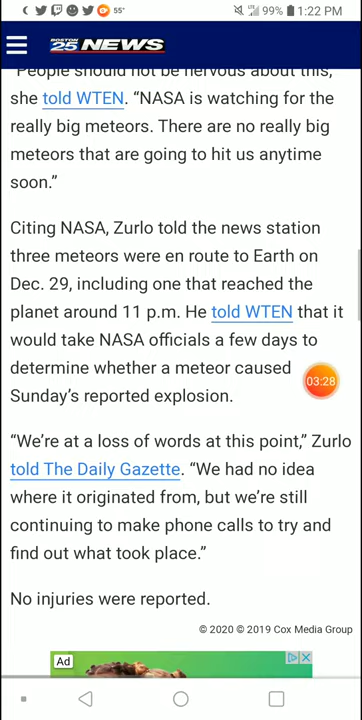 55°
99% 1:22 PM
BOSTON
25 NEWS
“People should not be nervous about this,”
she told WTEN. “NASA is watching for the
really big meteors. There are no really big
meteors that are going to hit us anytime
soon.”
Citing NASA, Zurlo told the news station
three meteors were en route to Earth on
Dec. 29, including one that reached the
planet around 11 p.m. He told WTEN that it
would take NASA officials a few days to
determine whether a meteor caused
03:28
Sunday’s reported explosion.
“We’re at a loss of words at this point,” Zurlo
told The Daily Gazette. “We had no idea
where it originated from, but we’re still
continuing to make phone calls to try and
find out what took place.”
No injuries were reported.
© 2020 © 2019 Cox Media Group
Ad